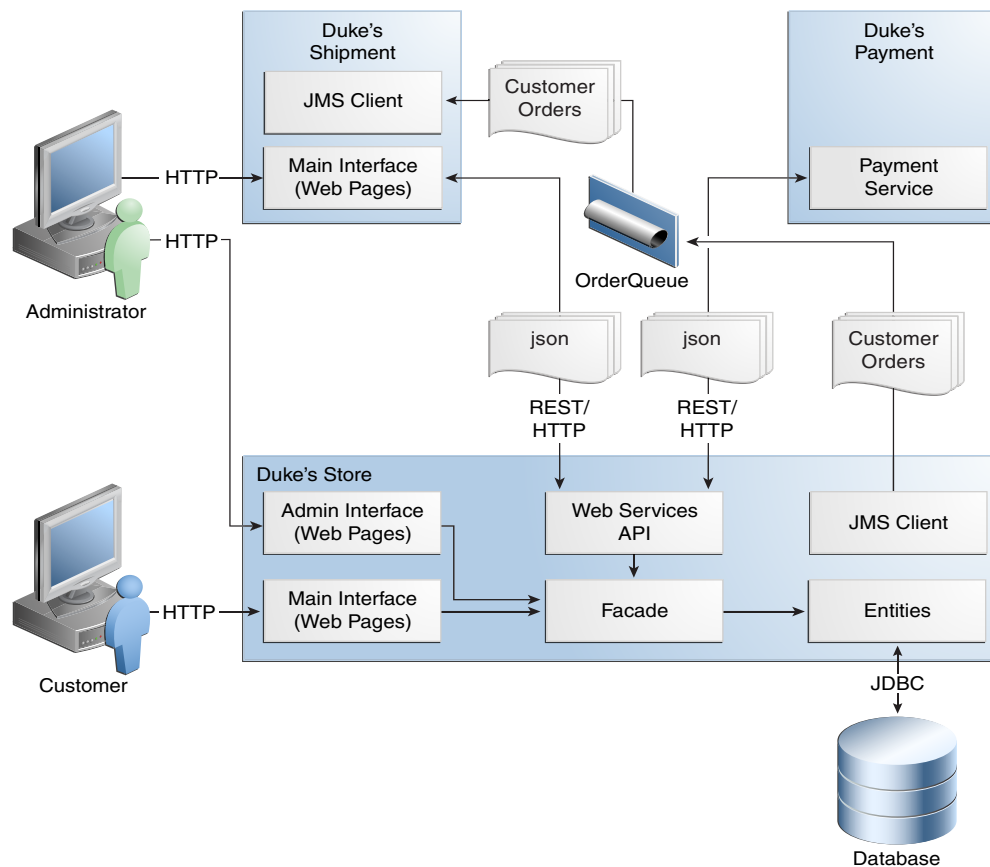 Duke's
Shipment
JMS Client
Main Interface
(Web Pages)
Customer
Orders
Duke's
Payment
Payment
Service
HTTP
HTTP
Administrator
OrderQueue
json
json
Customer
Orders
REST/
HTTP
REST/
HTTP
Duke's Store
Admin Interface
(Web Pages)
Web Services
API
JMS Client
HTTP
Main Interface
(Web Pages)
Facade
Entities
Customer
JDBC
Database